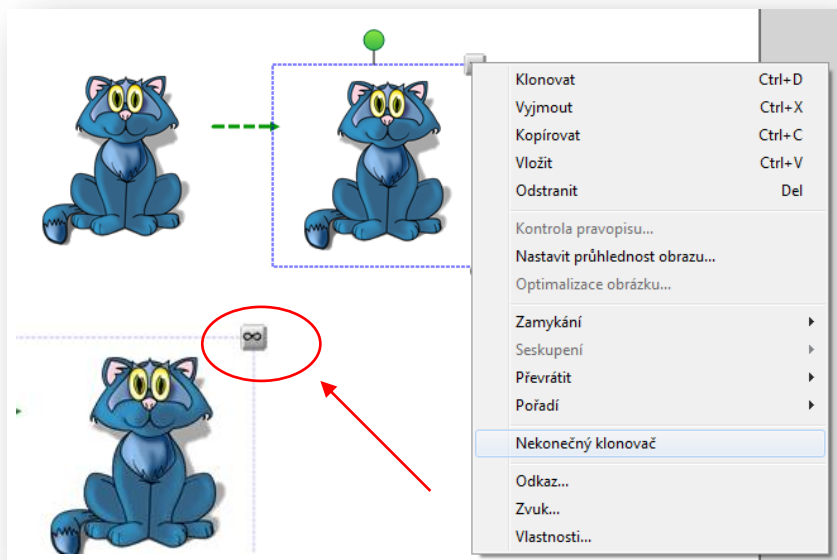 Klonovat Ctrl+D
Vyjmout Ctrl+X
Kopírovat Ctrl+C
Vložit Ctrl+V
Odstranit Del
Kontrola pravopisu...
Nastavit průhlednost obrazu...
Optimalizace obrázku...
Zamykání
Seskupení
Převrátit
Pořadí
Nekonečný klonovač
Odkaz...
Zvuk...
Vlastnosti...
∞